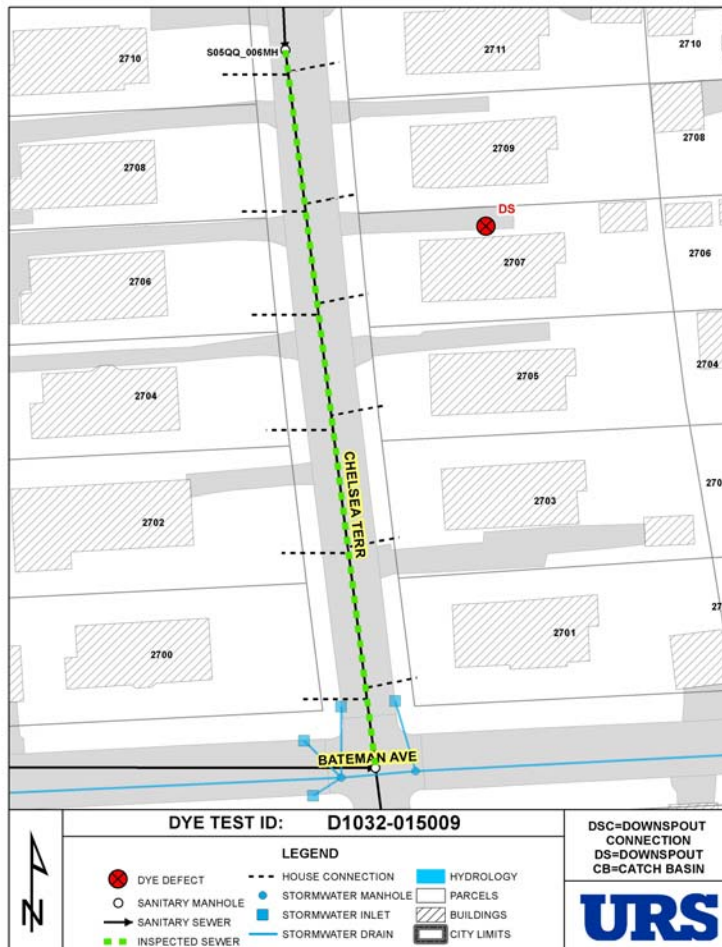 2710
S05QQ_006MH
2711
2710
2709
2708
2708
DS
2707
2706
2706
2705
2704
2704
CHELSEA TERR
2703
2702
2701
2700
BATEMAN AVE
DYE TEST ID: D1032-015009
LEGEND
DYE DEFECT
SANITARY MANHOLE
SANITARY SEWER
INSPECTED SEWER
HOUSE CONNECTION
STORMWATER MANHOLE
STORMWATER INLET
STORMWATER DRAIN
HYDROLOGY
PARCELS
BUILDINGS
CITY LIMITS
DSC=DOWNSPOUT
CONNECTION
DS=DOWNSPOUT
CB=CATCH BASIN
N
URS